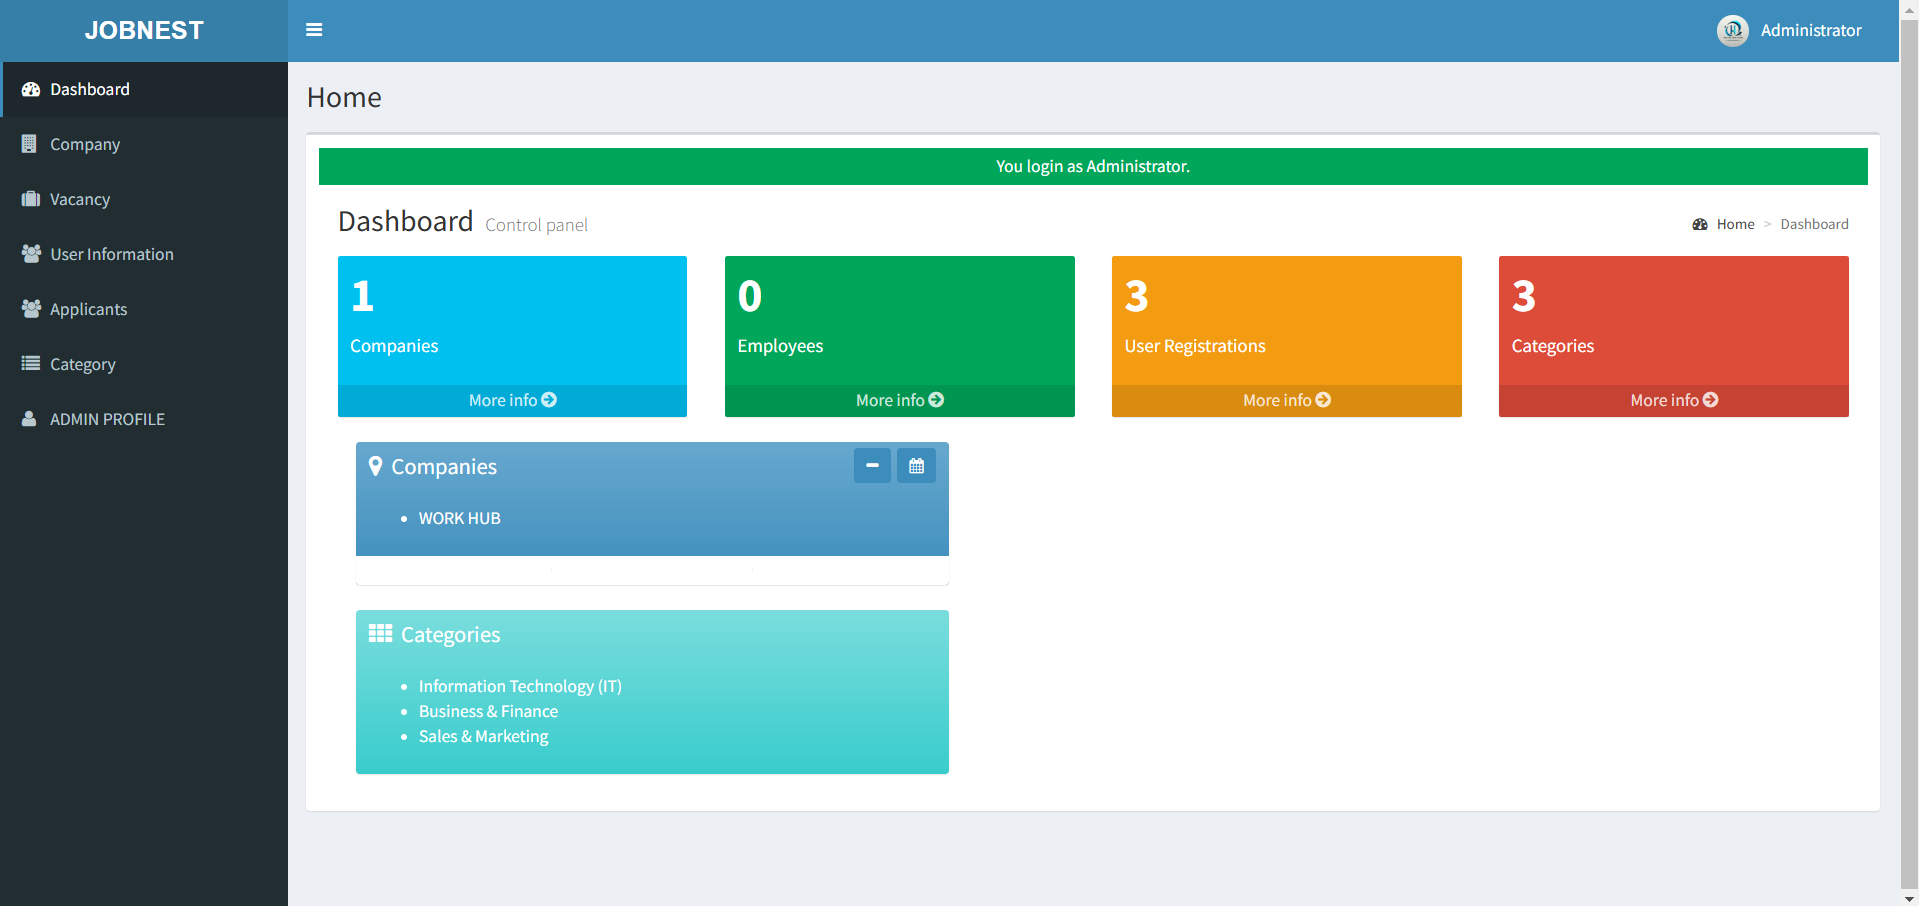 JOBNEST
Administrator
Dashboard
Company
Vacancy
User Information
Applicants
Category
ADMIN PROFILE
Home
You login as Administrator.
Dashboard Control panel
Home > Dashboard
1
Companies
More info
0
Employees
More info
3
User Registrations
More info
3
Categories
More info
Companies
• WORK HUB
Categories
• Information Technology (IT)
• Business & Finance
• Sales & Marketing